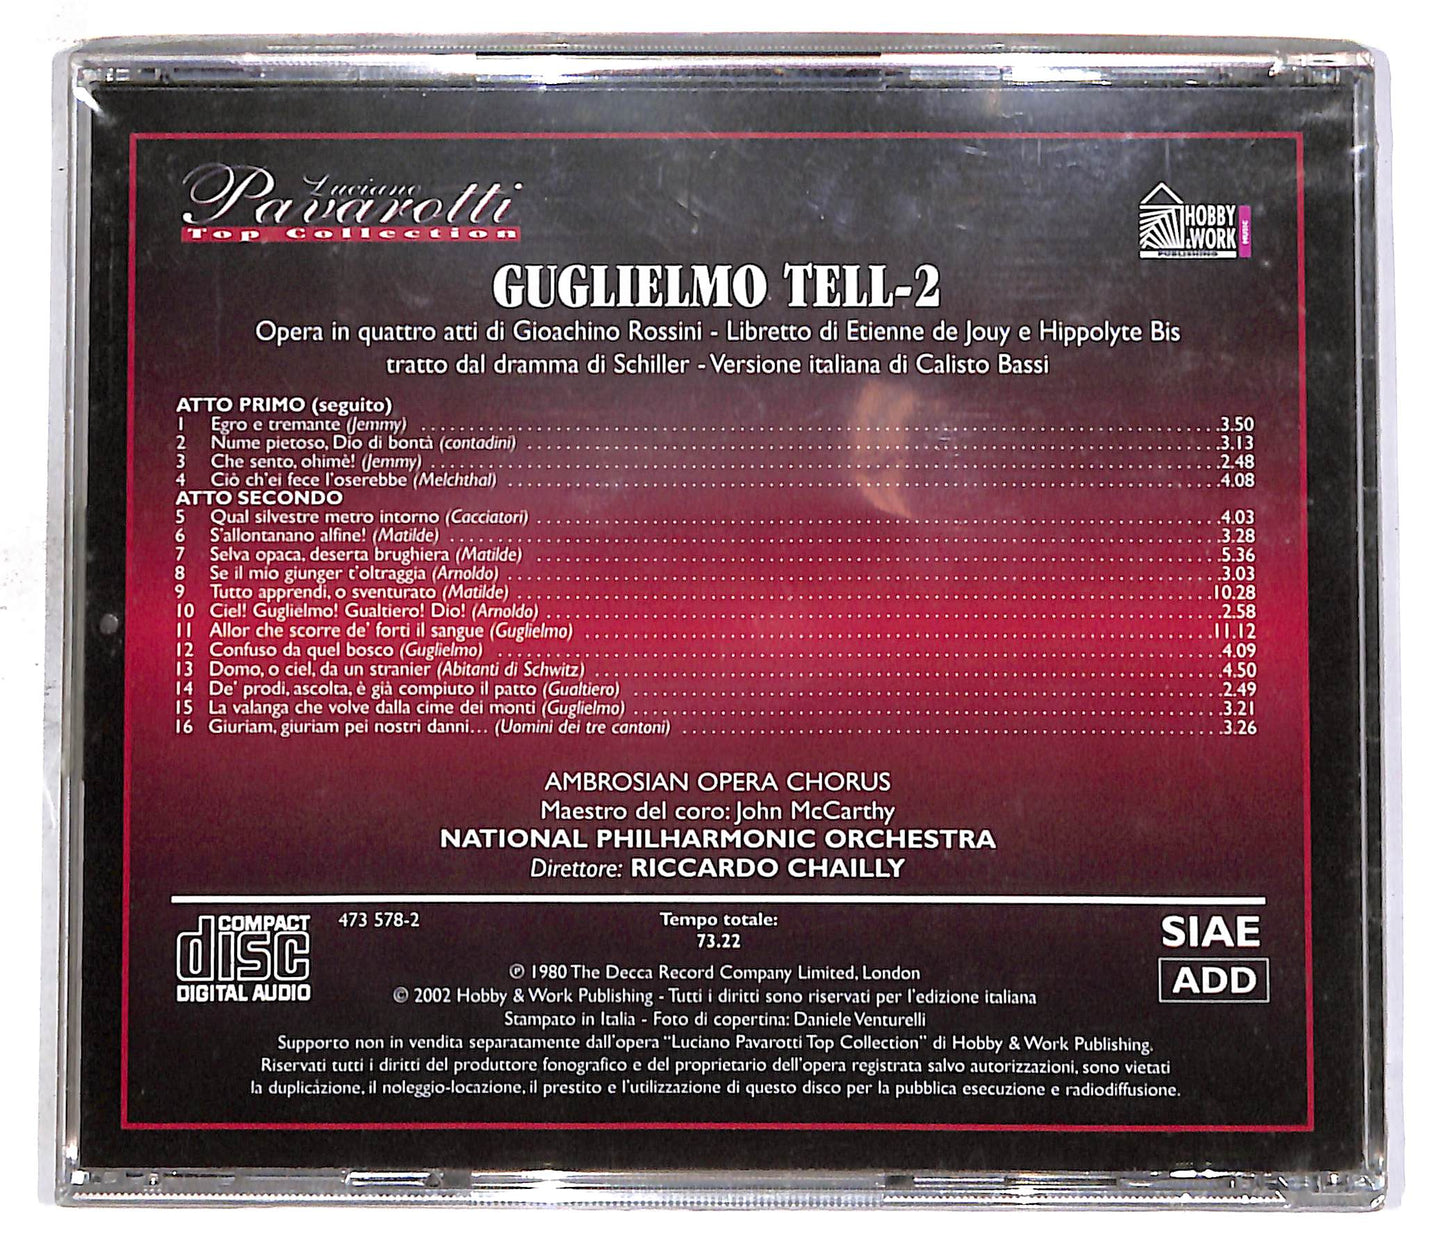 Luciano
Pavarotti
Top Collection
HOBBY
& WORK
MUSIC
PUBLISHING
GUGLIELMO TELL-2
Opera in quattro atti di Gioachino Rossini - Libretto di Etienne de Jouy e Hippolyte Bis
tratto dal dramma di Schiller - Versione italiana di Calisto Bassi
ATTO PRIMO (seguito)
1 Egro e tremante (Jemmy) 3.50
2 Nume pietoso, Dio di bontà (contadini) 3.13
3 Che sento, ohimè! (Jemmy) 2.48
4 Ciò ch'ei fece l'oserebbe (Melchthal) 4.08
ATTO SECONDO
5 Qual silvestre metro intorno (Cacciatori) 4.03
6 S'allontanano alfine! (Matilde) 3.28
7 Selva opaca, deserta brughiera (Matilde) 5.36
8 Se il mio giunger t'oltraggia (Arnoldo) 3.03
9 Tutto apprendi, o sventurato (Matilde) 10.28
10 Ciel! Guglielmo! Gualtiero! Dio! (Arnoldo) 2.58
11 Allor che scorre de' forti il sangue (Guglielmo) 11.12
12 Confuso da quel bosco (Guglielmo) 4.09
13 Domo, o ciel, da un stranier (Abitanti di Schwitz) 4.50
14 De' prodi, ascolta, è già compiuto il patto (Gualtiero) 2.49
15 La valanga che volve dalla cime dei monti (Guglielmo) 3.21
16 Giuriam, giuriam pei nostri danni... (Uomini dei tre cantoni) 3.26
AMBROSIAN OPERA CHORUS
Maestro del coro: John McCarthy
NATIONAL PHILHARMONIC ORCHESTRA
Direttore: RICCARDO CHAILLY
COMPACT
disc
DIGITAL AUDIO
473 578-2
Tempo totale:
73.22
SIAE
ADD
℗ 1980 The Decca Record Company Limited, London
© 2002 Hobby & Work Publishing - Tutti i diritti sono riservati per l'edizione italiana
Stampato in Italia - Foto di copertina: Daniele Venturelli
Supporto non in vendita separatamente dall'opera "Luciano Pavarotti Top Collection" di Hobby & Work Publishing.
Riservati tutti i diritti del produttore fonografico e del proprietario dell'opera registrata salvo autorizzazioni, sono vietati
la duplicazione, il noleggio-locazione, il prestito e l'utilizzazione di questo disco per la pubblica esecuzione e radiodiffusione.